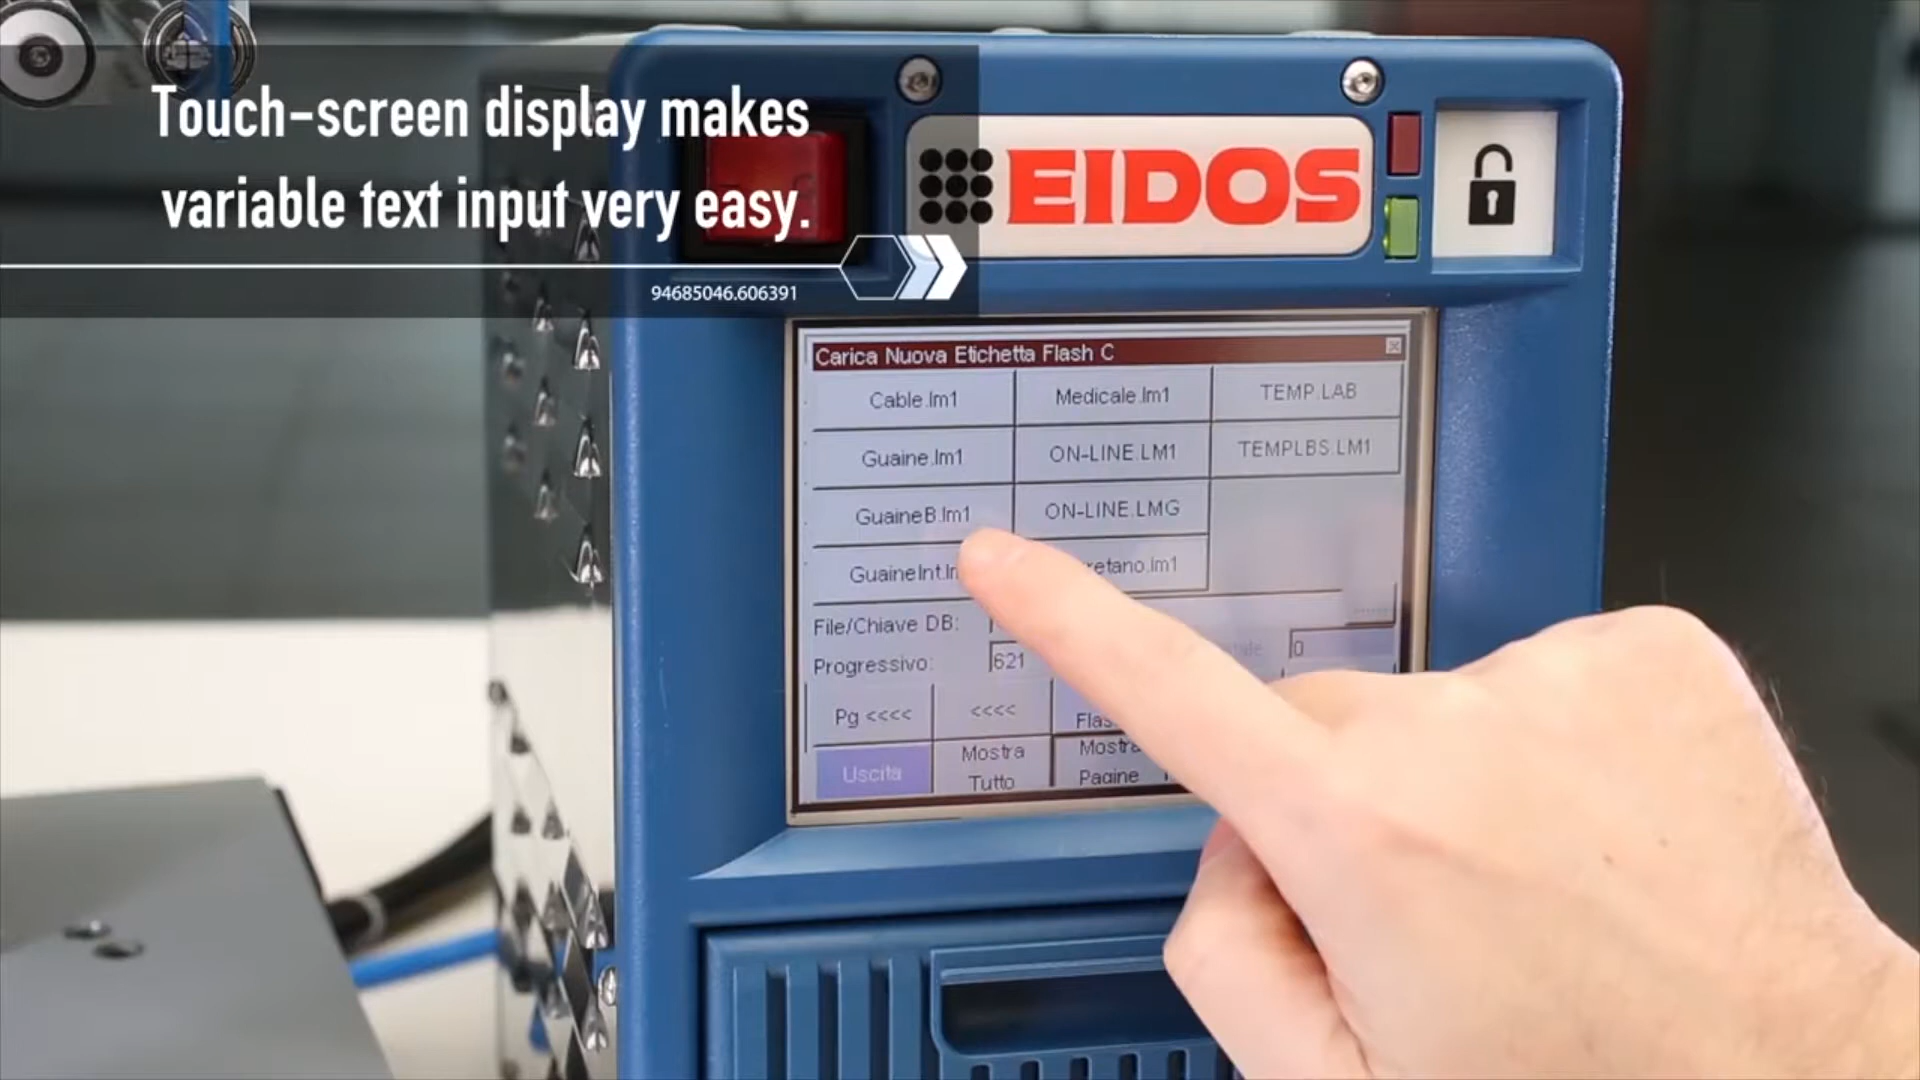 Touch-screen display makes
variable text input very easy.
94685046.606391
EIDOS
Carica Nuova Etichetta Flash C
Cable.lm1 Medicale.lm1 TEMP.LAB
Guaine.lm1 ON-LINE.LM1 TEMPLBS.LM1
GuaineB.lm1 ON-LINE.LMG
File/Chiave DB:
Progressivo: 621 0
Pg <<<< <<<<
Uscita Mostra Tutto Pagine